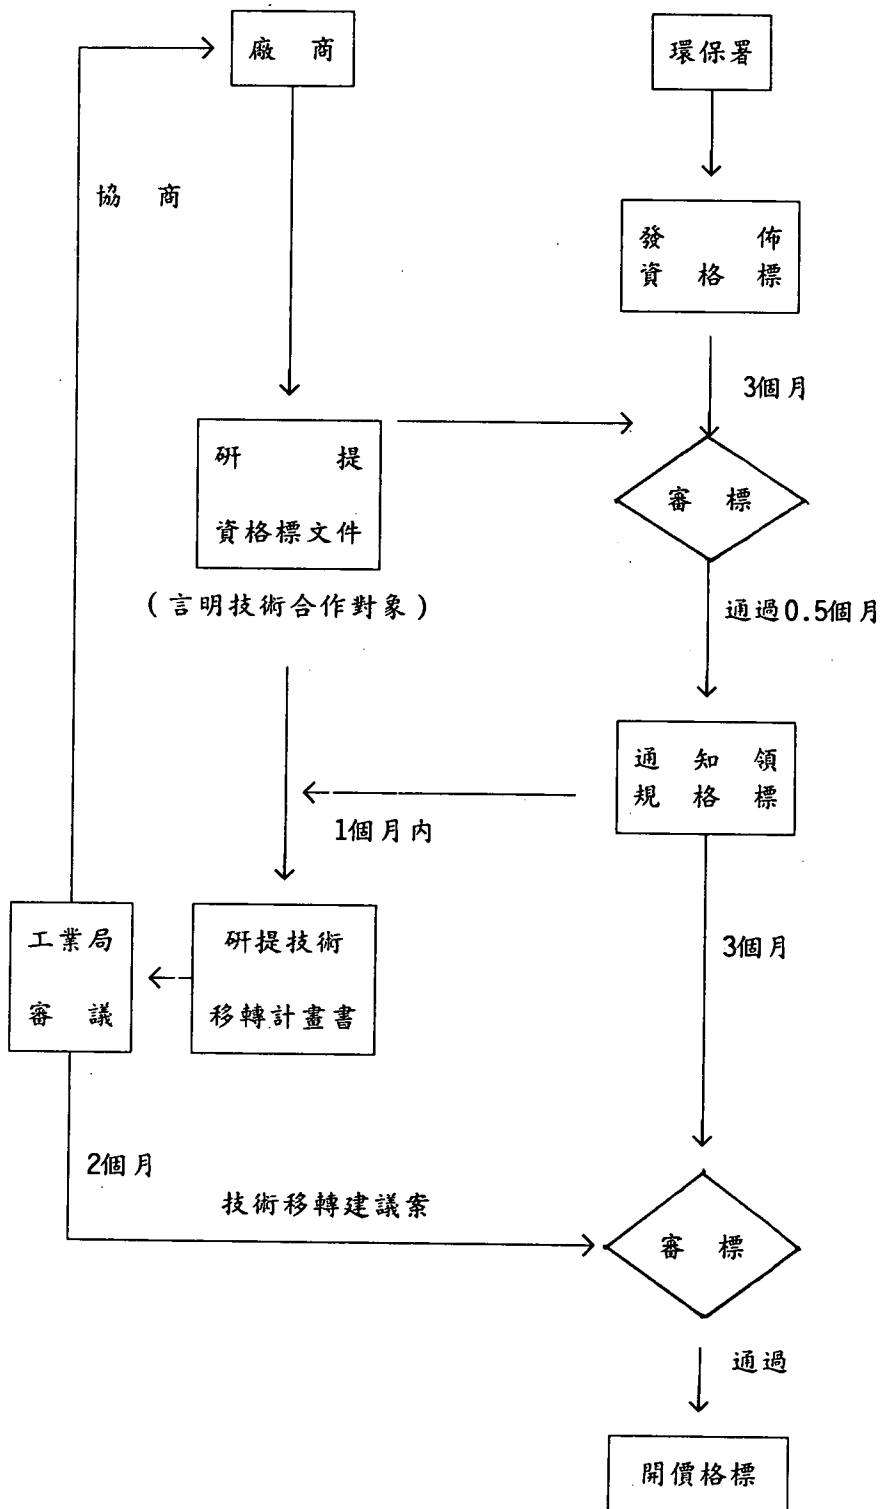 廠 商
環保署
協 商
發 佈
資 格 標
3個月
研 提
資格標文件
審 標
(言明技術合作對象)
通過0.5個月
通 知 領
規 格 標
1個月內
工業局
審 議
研提技術
移轉計畫書
3個月
2個月
技術移轉建議案
審 標
通過
開價格標